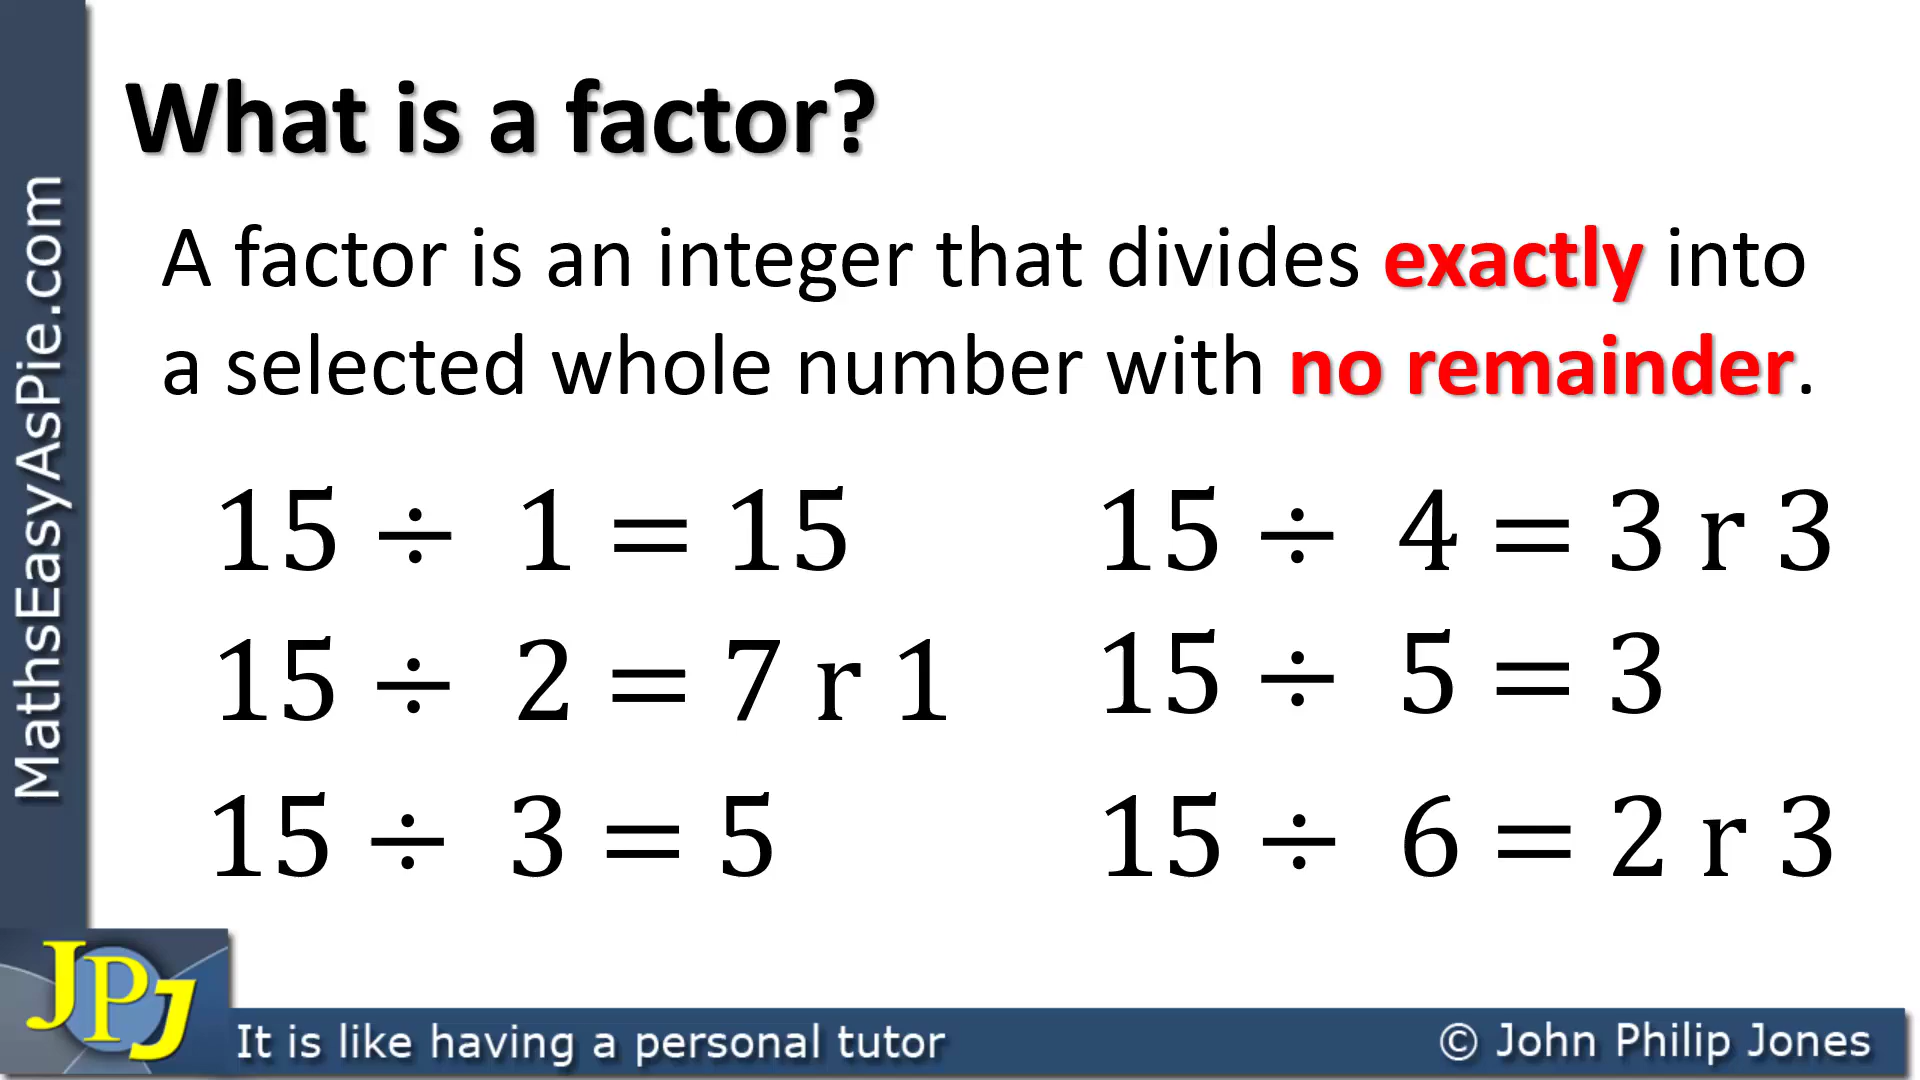 What is a factor?
A factor is an integer that divides exactly into
a selected whole number with no remainder.
15 ÷ 1 = 15
15 ÷ 2 = 7 r 1
15 ÷ 3 = 5
15 ÷ 4 = 3 r 3
15 ÷ 5 = 3
15 ÷ 6 = 2 r 3
MathsEasyAsPie.com
JPJ
It is like having a personal tutor
© John Philip Jones